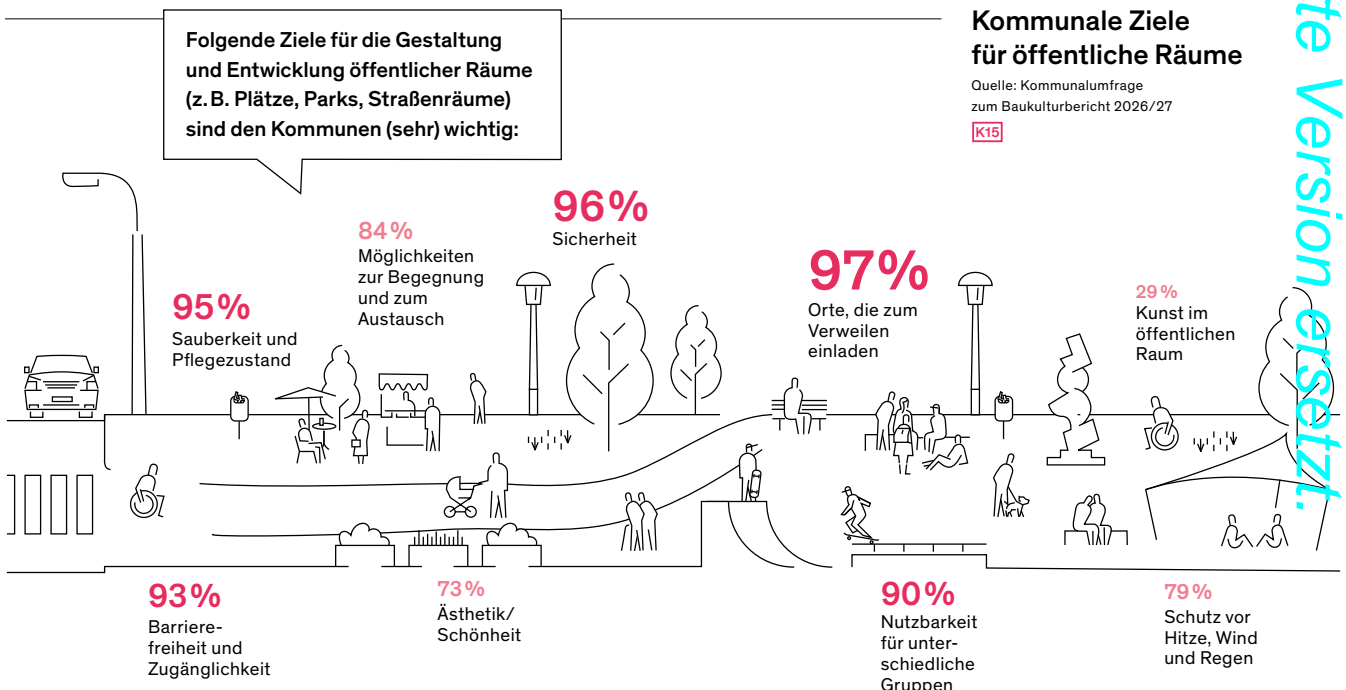 Folgende Ziele für die Gestaltung
und Entwicklung öffentlicher Räume
(z. B. Plätze, Parks, Straßenräume)
sind den Kommunen (sehr) wichtig:
Kommunale Ziele
für öffentliche Räume
Quelle: Kommunalumfrage
zum Baukulturbericht 2026/27
K15
95%
Sauberkeit und
Pflegezustand
84%
Möglichkeiten
zur Begegnung
und zum
Austausch
96%
Sicherheit
97%
Orte, die zum
Verweilen
einladen
29%
Kunst im
öffentlichen
Raum
93%
Barriere-
freiheit und
Zugänglichkeit
73%
Ästhetik/
Schönheit
90%
Nutzbarkeit
für unter-
schiedliche
Gruppen
79%
Schutz vor
Hitze, Wind
und Regen
Version ersetzt.